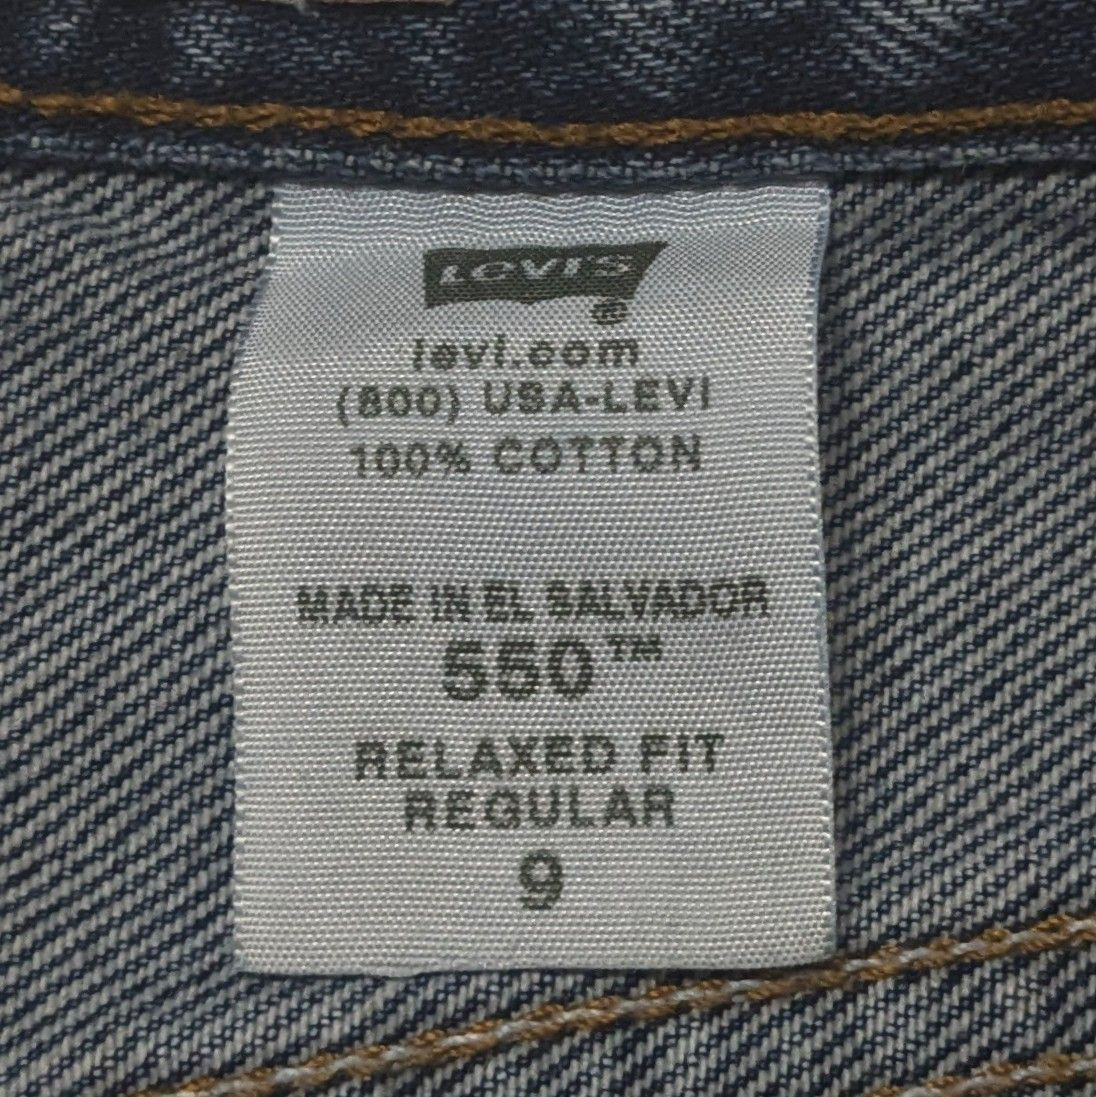 LEVI'S
®
levi.com
(800) USA-LEVI
100% COTTON
MADE IN EL SALVADOR
550™
RELAXED FIT
REGULAR
9